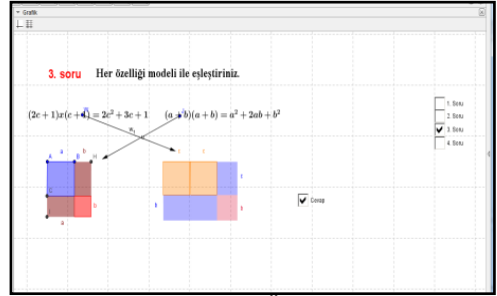 Grafik
3. soru Her özelliği modeli ile eşleştiriniz.
(2c + 1)x(c + 1) = 2c² + 3c + 1 (a + b)(a + b) = a² + 2ab + b²
1. Soru
2. Soru
3. Soru
4. Soru
a b
A B H
c c
C
b
a
Cevap